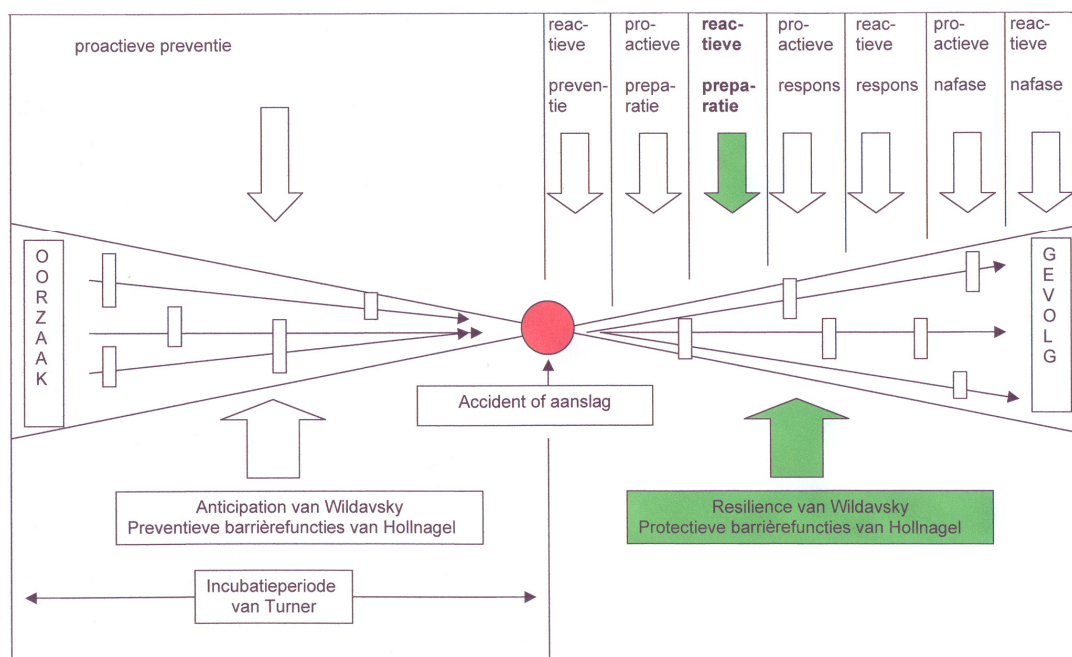 proactieve preventie
reac-
tieve
preven-
tie
pro-
actieve
prepa-
ratie
reac-
tieve
prepa-
ratie
pro-
actieve
respons
reac-
tieve
respons
pro-
actieve
nafase
reac-
tieve
nafase
OORZAAK
GEVOLG
Accident of aanslag
Anticipation van Wildavsky
Preventieve barrièrefuncties van Hollnagel
Resilience van Wildavsky
Protectieve barrièrefuncties van Hollnagel
Incubatieperiode
van Turner